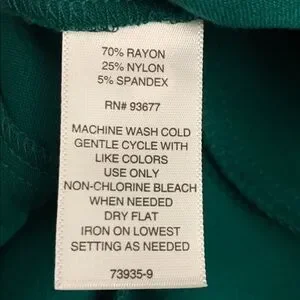 70% RAYON
25% NYLON
5% SPANDEX
RN# 93677
MACHINE WASH COLD
GENTLE CYCLE WITH
LIKE COLORS
USE ONLY
NON-CHLORINE BLEACH
WHEN NEEDED
DRY FLAT
IRON ON LOWEST
SETTING AS NEEDED
73935-9